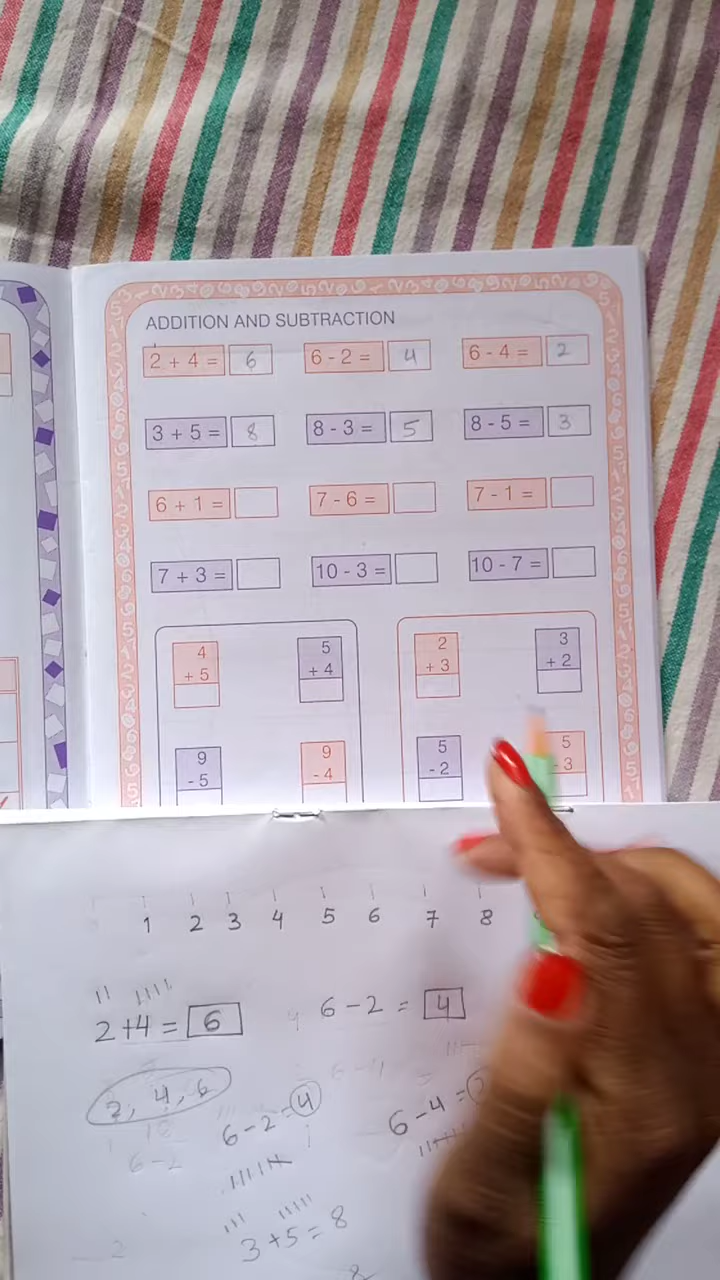 ADDITION AND SUBTRACTION
2 + 4 = 6 6 - 2 = 4 6 - 4 = 2
3 + 5 = 8 8 - 3 = 5 8 - 5 = 3
6 + 1 = 7 - 6 = 7 - 1 =
7 + 3 = 10 - 3 = 10 - 7 =
4 5 2 3
+ 5 + 4 + 3 + 2
9 9 5 5
- 5 - 4 - 2 - 3
1 2 3 4 5 6 7 8
2+4 = 6 6-2 = 4
2, 4, 6
6-2=4 6-4=
3+5=8